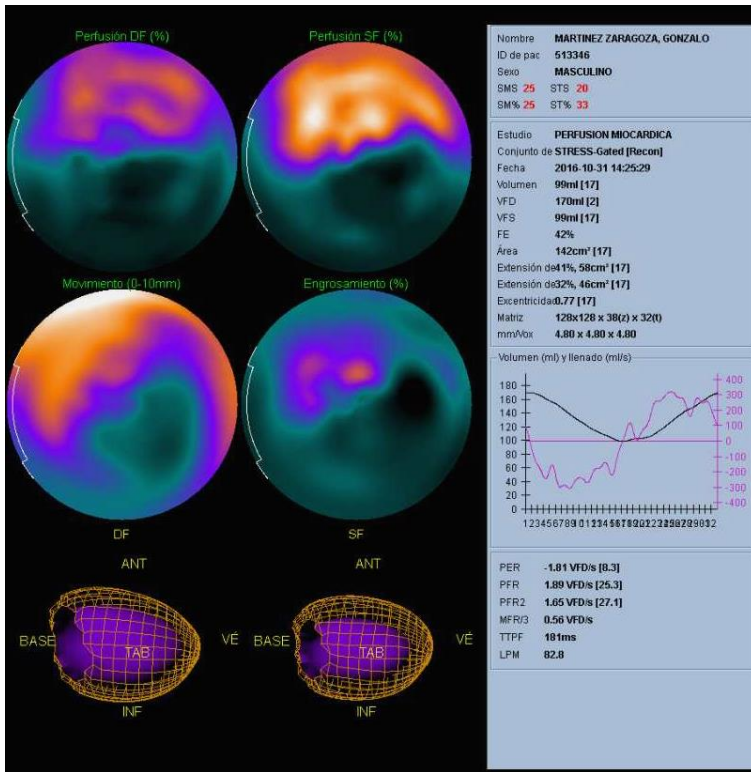 Perfusión DF (%)
Perfusión SF (%)
Movimiento (0-10mm)
Engrosamiento (%)
DF
SF
ANT
ANT
BASE
TAB
VÉ
BASE
TAB
VÉ
INF
INF
Nombre MARTINEZ ZARAGOZA, GONZALO
ID de pac 513346
Sexo MASCULINO
SMS 25 STS 20
SM% 25 ST% 33
Estudio PERFUSION MIOCARDICA
Conjunto de STRESS-Gated [Recon]
Fecha 2016-10-31 14:25:29
Volumen 99ml [17]
VFD 170ml [2]
VFS 99ml [17]
FE 42%
Área 142cm² [17]
Extensión de 41%, 58cm² [17]
Extensión de 32%, 46cm² [17]
Excentricidad 0.77 [17]
Matriz 128x128 x 38(z) x 32(t)
mm/Vox 4.80 x 4.80 x 4.80
Volumen (ml) y llenado (ml/s)
180
160
140
120
100
80
60
40
20
0
400
300
200
100
0
-100
-200
-300
-400
PER -1.81 VFD/s [8.3]
PFR 1.89 VFD/s [25.3]
PFR2 1.65 VFD/s [27.1]
MFR/3 0.56 VFD/s
TTPF 181ms
LPM 82.8